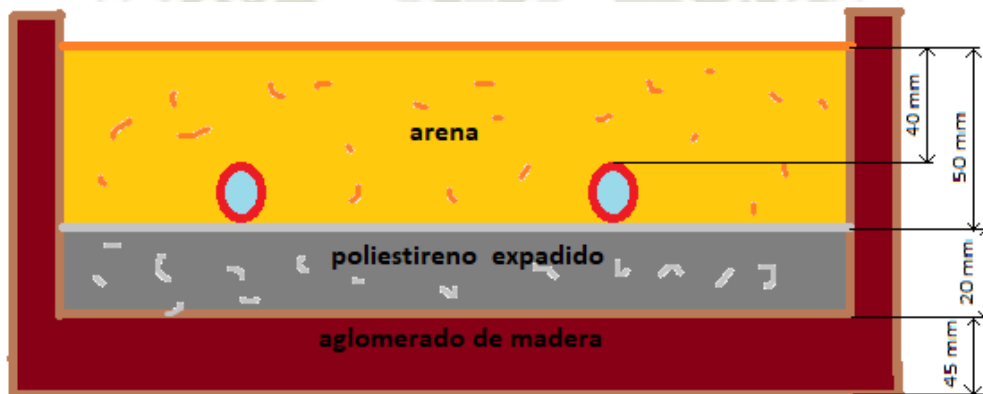 arena
poliestireno expadido
aglomerado de madera
40 mm
50 mm
20 mm
45 mm